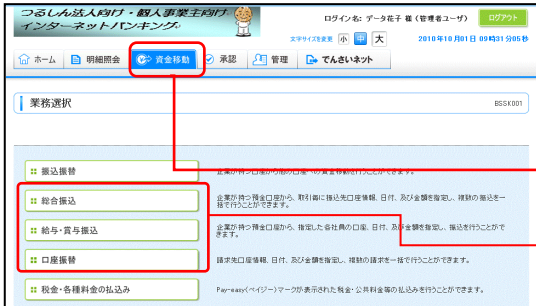 つるしん法人向け・個人事業主向け
インターネットバンキング
ログイン名: データ花子 様 (管理者ユーザ)
ログアウト
文字サイズを変更 小 中 大
2010年10月01日 09時31分05秒
ホーム 明細照会 資金移動 承認 管理 でんさいネット
業務選択
BSSK001
振込振替
企業が持つ口座から他の口座への資金移動を行うことができます。
総合振込
企業が持つ預金口座から、取引毎に振込先口座情報、日付、及び金額を指定し、複数の振込を一
括で行うことができます。
給与・賞与振込
企業が持つ預金口座から、指定した各社員の口座、日付、及び金額を指定し、振込を行うことがで
きます。
口座振替
請求先口座情報、日付、及び金額を指定し、複数の請求を一括で行うことができます。
税金・各種料金の払込み
Pay-easy(ペイジー)マークが表示された税金・公共料金等の払込みを行うことができます。